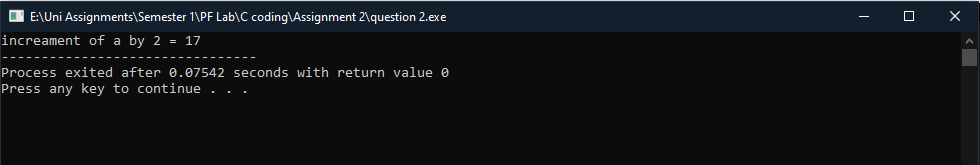 E:\Uni Assignments\Semester 1\PF Lab\C coding\Assignment 2\question 2.exe
increament of a by 2 = 17
--------------------------------
Process exited after 0.07542 seconds with return value 0
Press any key to continue . . .